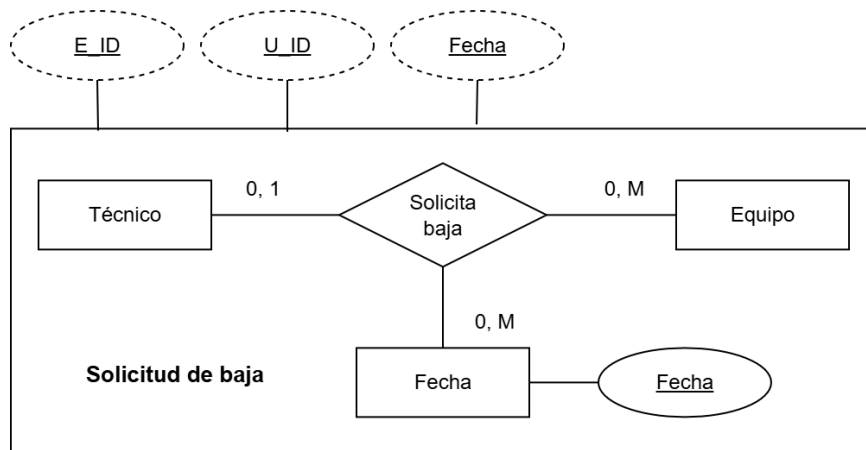 E_ID
U_ID
Fecha
0, 1
0, M
Técnico
Solicita
baja
Equipo
0, M
Solicitud de baja
Fecha
Fecha